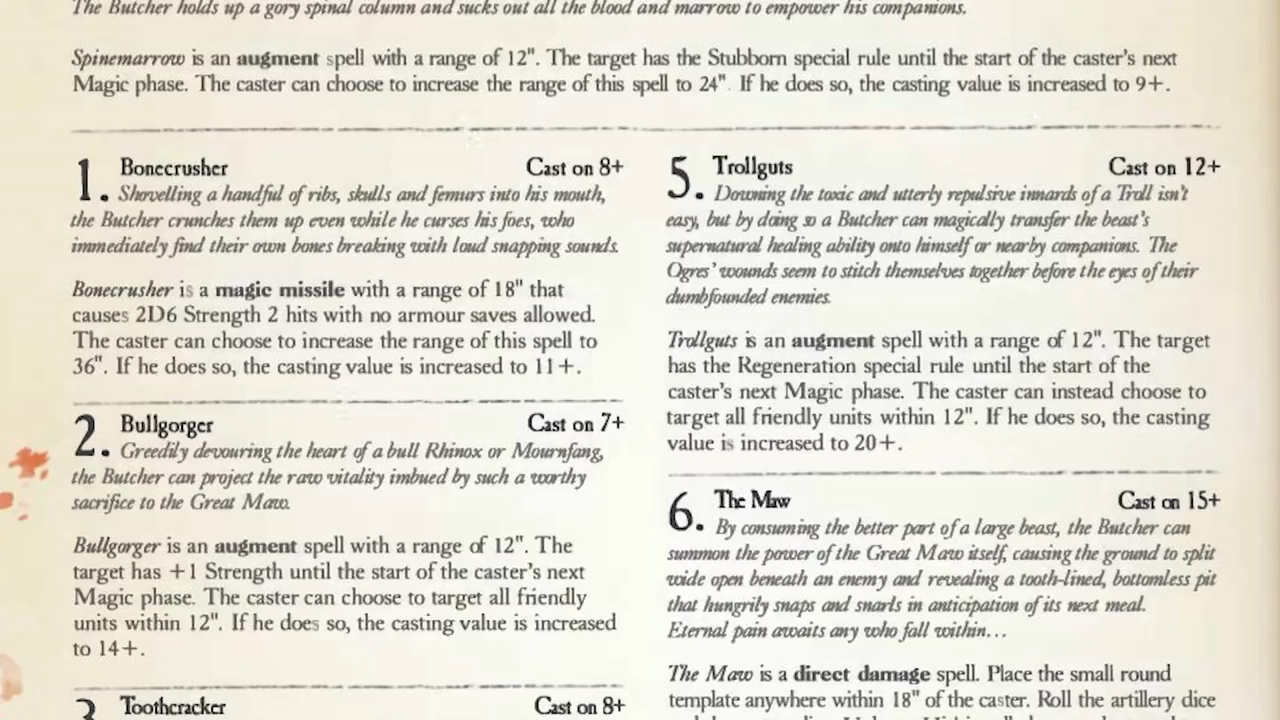 The Butcher holds up a gory spinal column and sucks out all the blood and marrow to empower his companions.
Spinemarrow is an augment spell with a range of 12". The target has the Stubborn special rule until the start of the caster's next
Magic phase. The caster can choose to increase the range of this spell to 24". If he does so, the casting value is increased to 9+.
1. Bonecrusher Cast on 8+
Shovelling a handful of ribs, skulls and femurs into his mouth,
the Butcher crunches them up even while he curses his foes, who
immediately find their own bones breaking with loud snapping sounds.
Bonecrusher is a magic missile with a range of 18" that
causes 2D6 Strength 2 hits with no armour saves allowed.
The caster can choose to increase the range of this spell to
36". If he does so, the casting value is increased to 11+.
2. Bullgorger Cast on 7+
Greedily devouring the heart of a bull Rhinox or Mournfang,
the Butcher can project the raw vitality imbued by such a worthy
sacrifice to the Great Maw.
Bullgorger is an augment spell with a range of 12". The
target has +1 Strength until the start of the caster's next
Magic phase. The caster can choose to target all friendly
units within 12". If he does so, the casting value is increased
to 14+.
3 Toothcracker Cast on 8+
5. Trollguts Cast on 12+
Downing the toxic and utterly repulsive innards of a Troll isn't
easy, but by doing so a Butcher can magically transfer the beast's
supernatural healing ability onto himself or nearby companions. The
Ogres' wounds seem to stitch themselves together before the eyes of their
dumbfounded enemies.
Trollguts is an augment spell with a range of 12". The target
has the Regeneration special rule until the start of the
caster's next Magic phase. The caster can instead choose to
target all friendly units within 12". If he does so, the casting
value is increased to 20+.
6. The Maw Cast on 15+
By consuming the better part of a large beast, the Butcher can
summon the power of the Great Maw itself, causing the ground to split
wide open beneath an enemy and revealing a tooth-lined, bottomless pit
that hungrily snaps and snarls in anticipation of its next meal.
Eternal pain awaits any who fall within...
The Maw is a direct damage spell. Place the small round
template anywhere within 18" of the caster. Roll the artillery dice